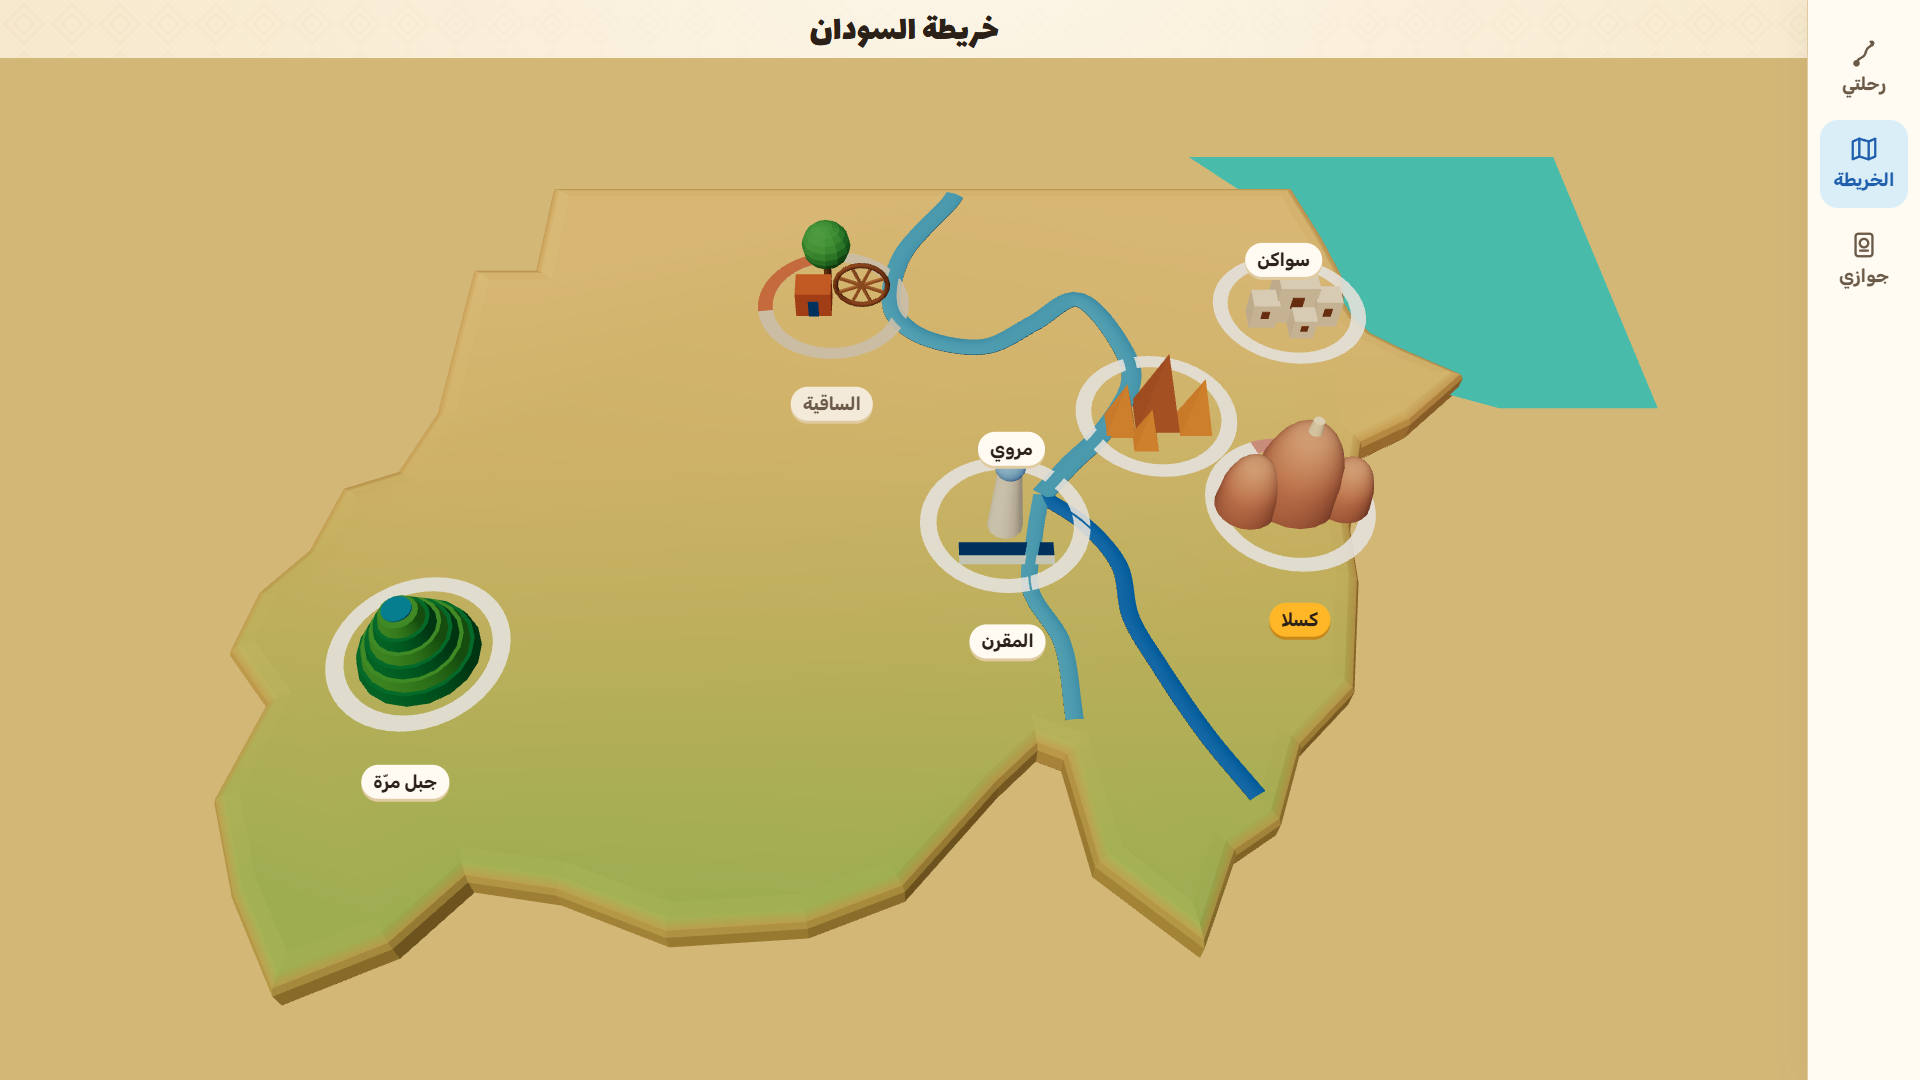 خريطة السودان
رحلتي
الخريطة
جوازي
سواكن
الساقية
مروي
كسلا
المقرن
جبل مرّة